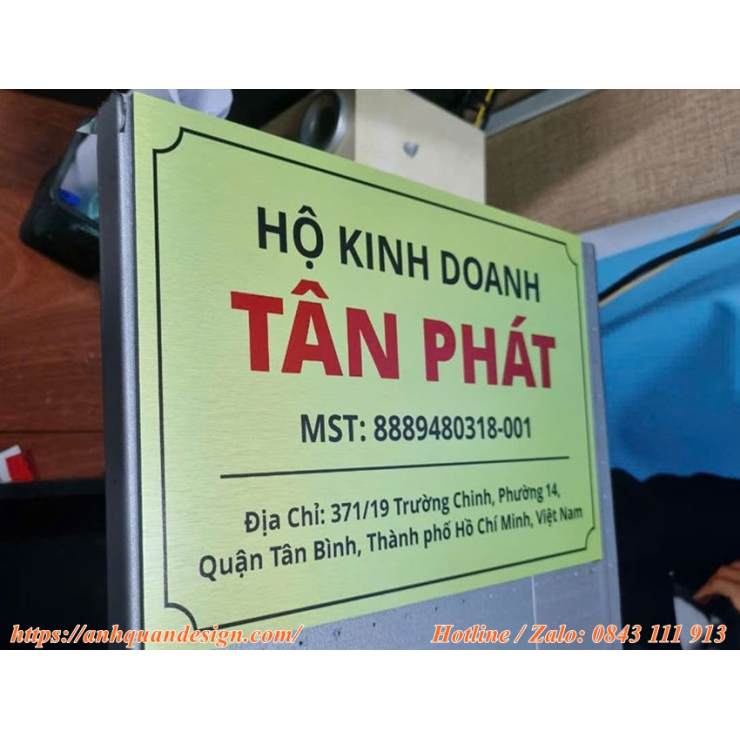 HỘ KINH DOANH
TÂN PHÁT
MST: 8889480318-001
Địa Chỉ: 371/19 Trường Chinh, Phường 14,
Quận Tân Bình, Thành phố Hồ Chí Minh, Việt Nam
https://anhquandesign.com/
Hotline / Zalo: 0843 111 913